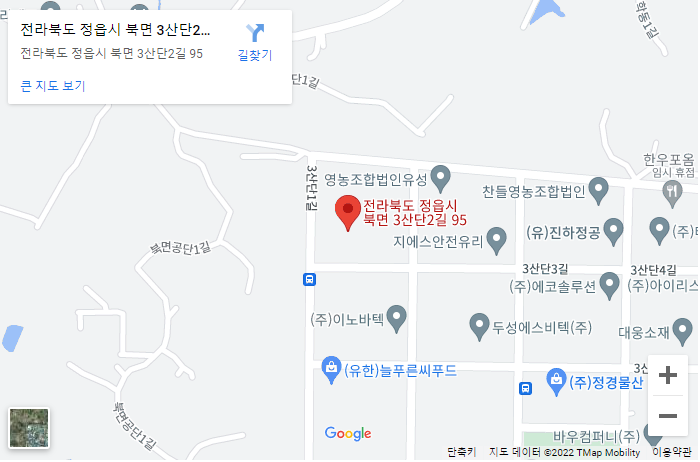 전라북도 정읍시 북면 3산단2...
전라북도 정읍시 북면 3산단2길 95
길찾기
큰 지도 보기
학동1길
단1길
3산단1길
영농조합법인유성
한우포옴
임시 휴점
찬들영농조합법인
전라북도 정읍시
북면 3산단2길 95
지에스안전유리
(유)진하정공
북면공단1길
3산단3길
3산단4길
(주)에코솔루션
(주)아이리스
(주)이노바텍
두성에스비텍(주)
대웅소재
(유한)늘푸른씨푸드
(주)정경물산
북면공단1길
Google
바우컴퍼니(주)
단축키
지도 데이터 ©2022 TMap Mobility
이용약관